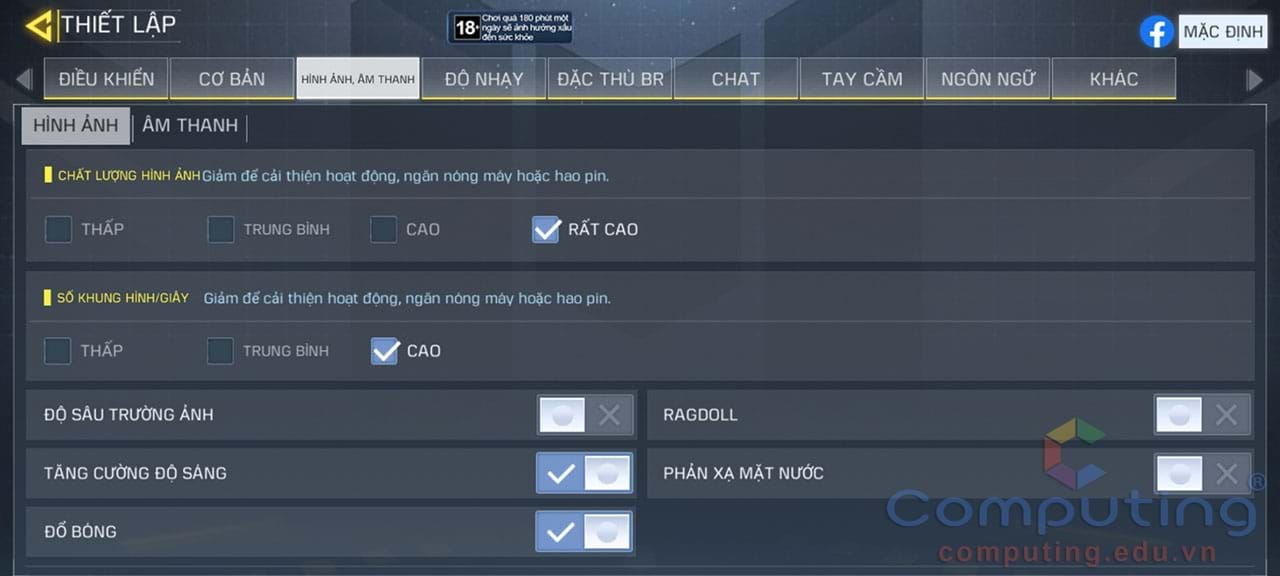 THIẾT LẬP
18+ Chơi quá 180 phút một
ngày sẽ ảnh hưởng xấu
đến sức khỏe
MẶC ĐỊNH
ĐIỀU KHIỂN CƠ BẢN HÌNH ẢNH, ÂM THANH ĐỘ NHẠY ĐẶC THÙ BR CHAT TAY CẦM NGÔN NGỮ KHÁC
HÌNH ẢNH ÂM THANH
CHẤT LƯỢNG HÌNH ẢNH Giảm để cải thiện hoạt động, ngăn nóng máy hoặc hao pin.
THẤP TRUNG BÌNH CAO RẤT CAO
SỐ KHUNG HÌNH/GIÂY Giảm để cải thiện hoạt động, ngăn nóng máy hoặc hao pin.
THẤP TRUNG BÌNH CAO
ĐỘ SÂU TRƯỜNG ẢNH RAGDOLL
TĂNG CƯỜNG ĐỘ SÁNG PHẢN XẠ MẶT NƯỚC
ĐỔ BÓNG
Computing®
computing.edu.vn